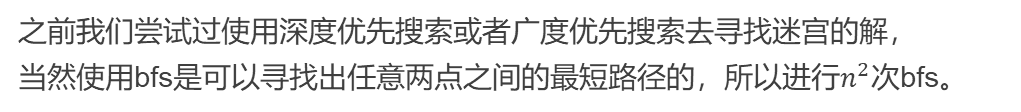 之前我们尝试过使用深度优先搜索或者广度优先搜索去寻找迷宫的解，
当然使用bfs是可以寻找出任意两点之间的最短路径的，所以进行n²次bfs。